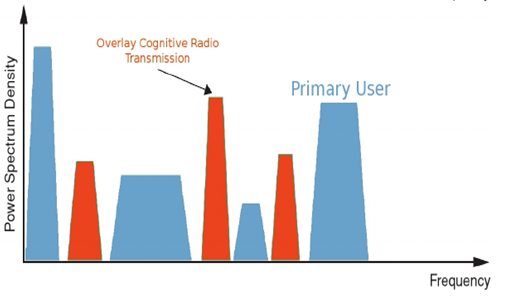 Overlay Cognitive Radio
Transmission
Primary User
Power Spectrum Density
Frequency